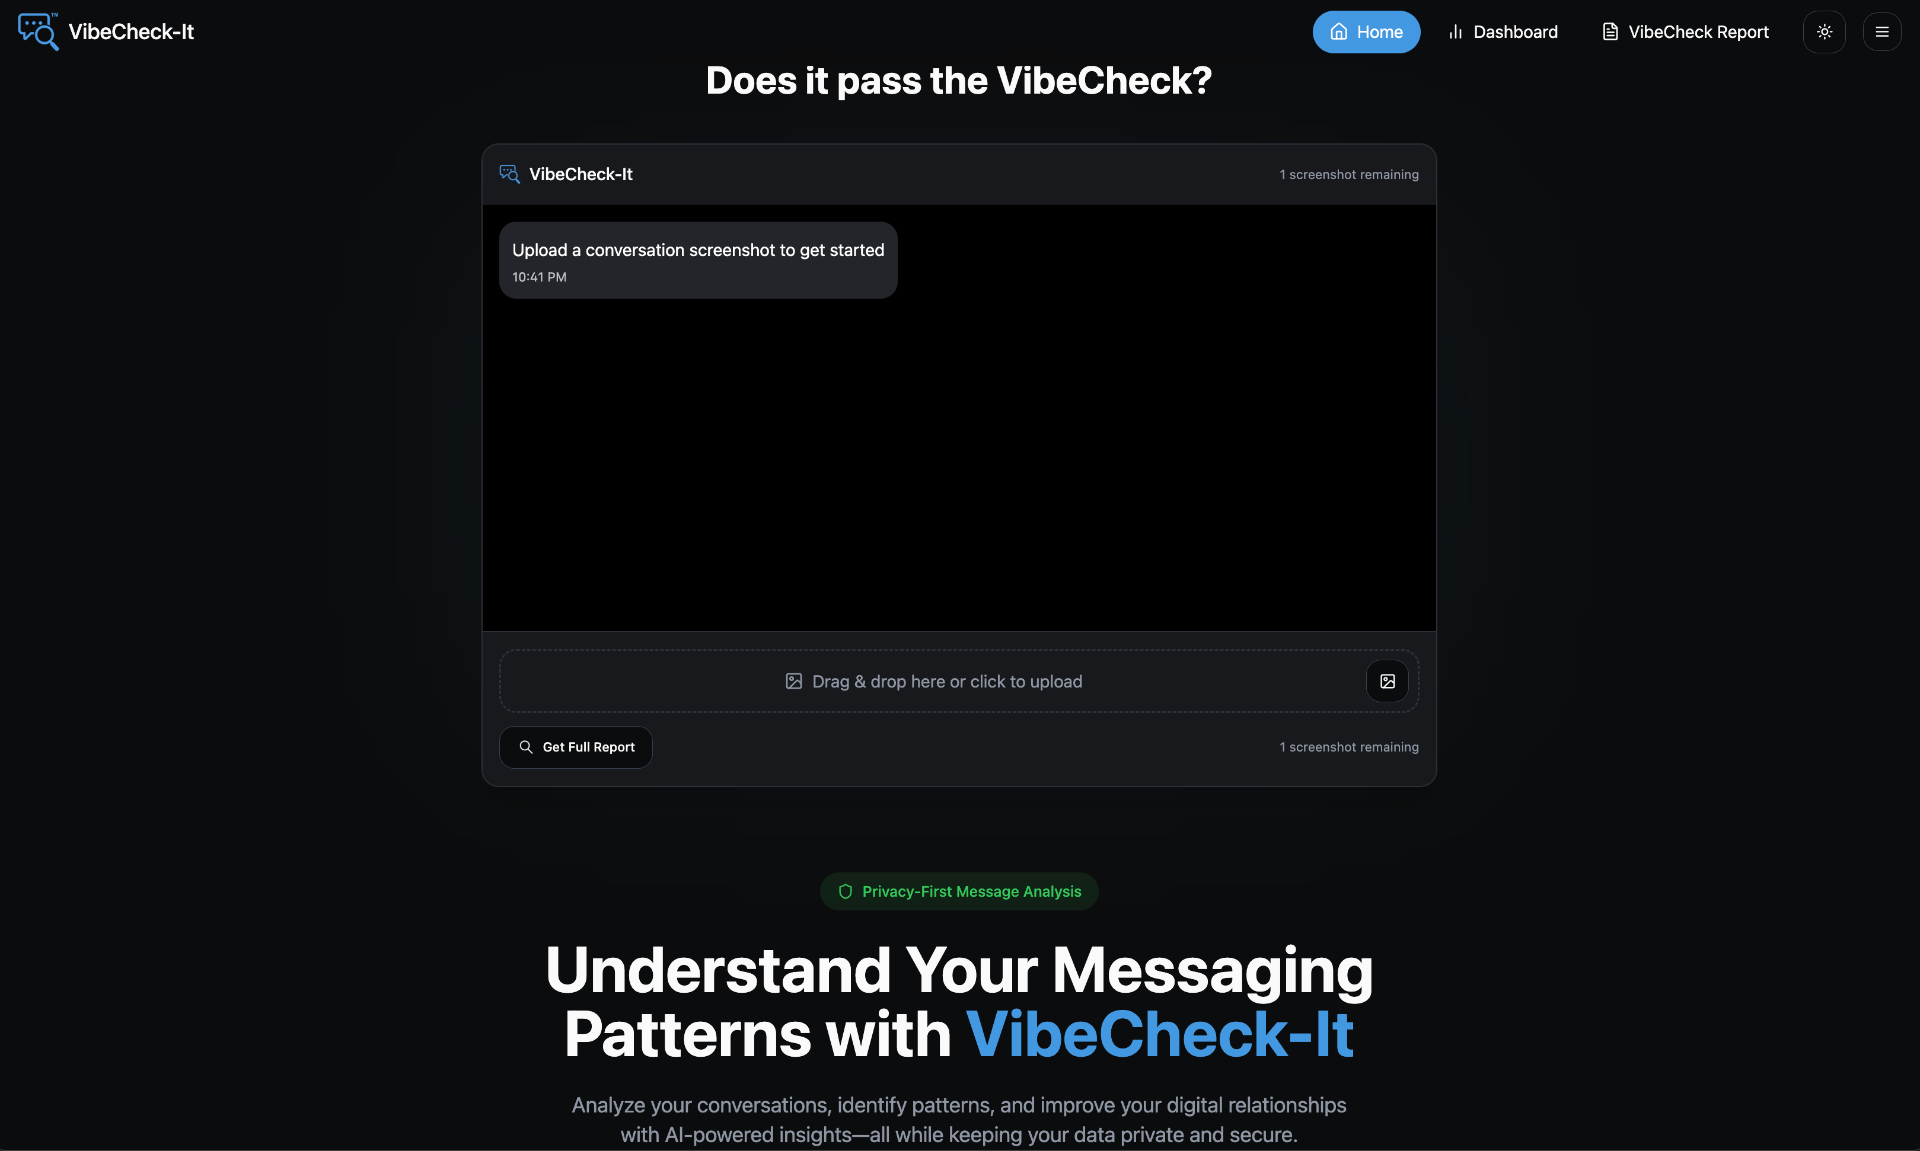 VibeCheck-It
Home
Dashboard
VibeCheck Report
Does it pass the VibeCheck?
VibeCheck-It
1 screenshot remaining
Upload a conversation screenshot to get started
10:41 PM
Drag & drop here or click to upload
Get Full Report
1 screenshot remaining
Privacy-First Message Analysis
Understand Your Messaging
Patterns with VibeCheck-It
Analyze your conversations, identify patterns, and improve your digital relationships
with AI-powered insights—all while keeping your data private and secure.